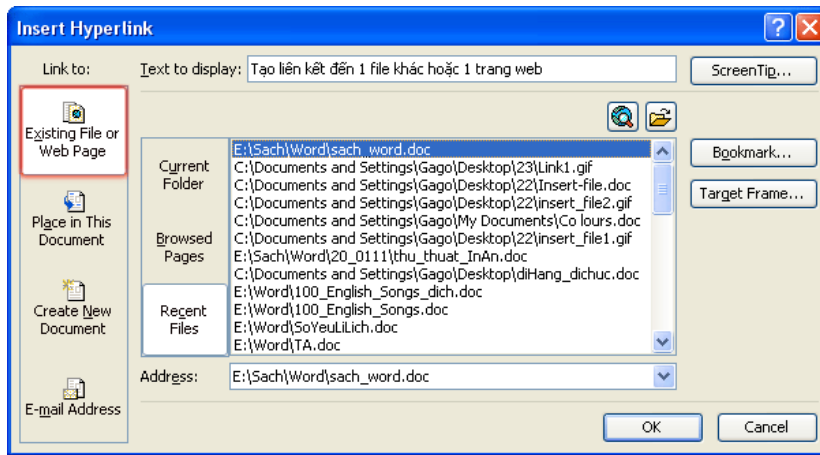 Insert Hyperlink
Link to:
Text to display: Tạo liên kết đến 1 file khác hoặc 1 trang web
ScreenTip...
Existing File or
Web Page
Place in This
Document
Create New
Document
E-mail Address
Current
Folder
Browsed
Pages
Recent
Files
E:\Sach\Word\sach_word.doc
C:\Documents and Settings\Gago\Desktop\23\Link1.gif
C:\Documents and Settings\Gago\Desktop\22\Insert-file.doc
C:\Documents and Settings\Gago\Desktop\22\insert_file2.gif
C:\Documents and Settings\Gago\My Documents\Co lours.doc
C:\Documents and Settings\Gago\Desktop\22\insert_file1.gif
E:\Sach\Word\20_0111\thu_thuat_InAn.doc
C:\Documents and Settings\Gago\Desktop\diHang_dichuc.doc
E:\Word\100_English_Songs_dich.doc
E:\Word\100_English_Songs.doc
E:\Word\SoYeuLiLich.doc
E:\Word\TA.doc
Bookmark...
Target Frame...
Address: E:\Sach\Word\sach_word.doc
OK
Cancel